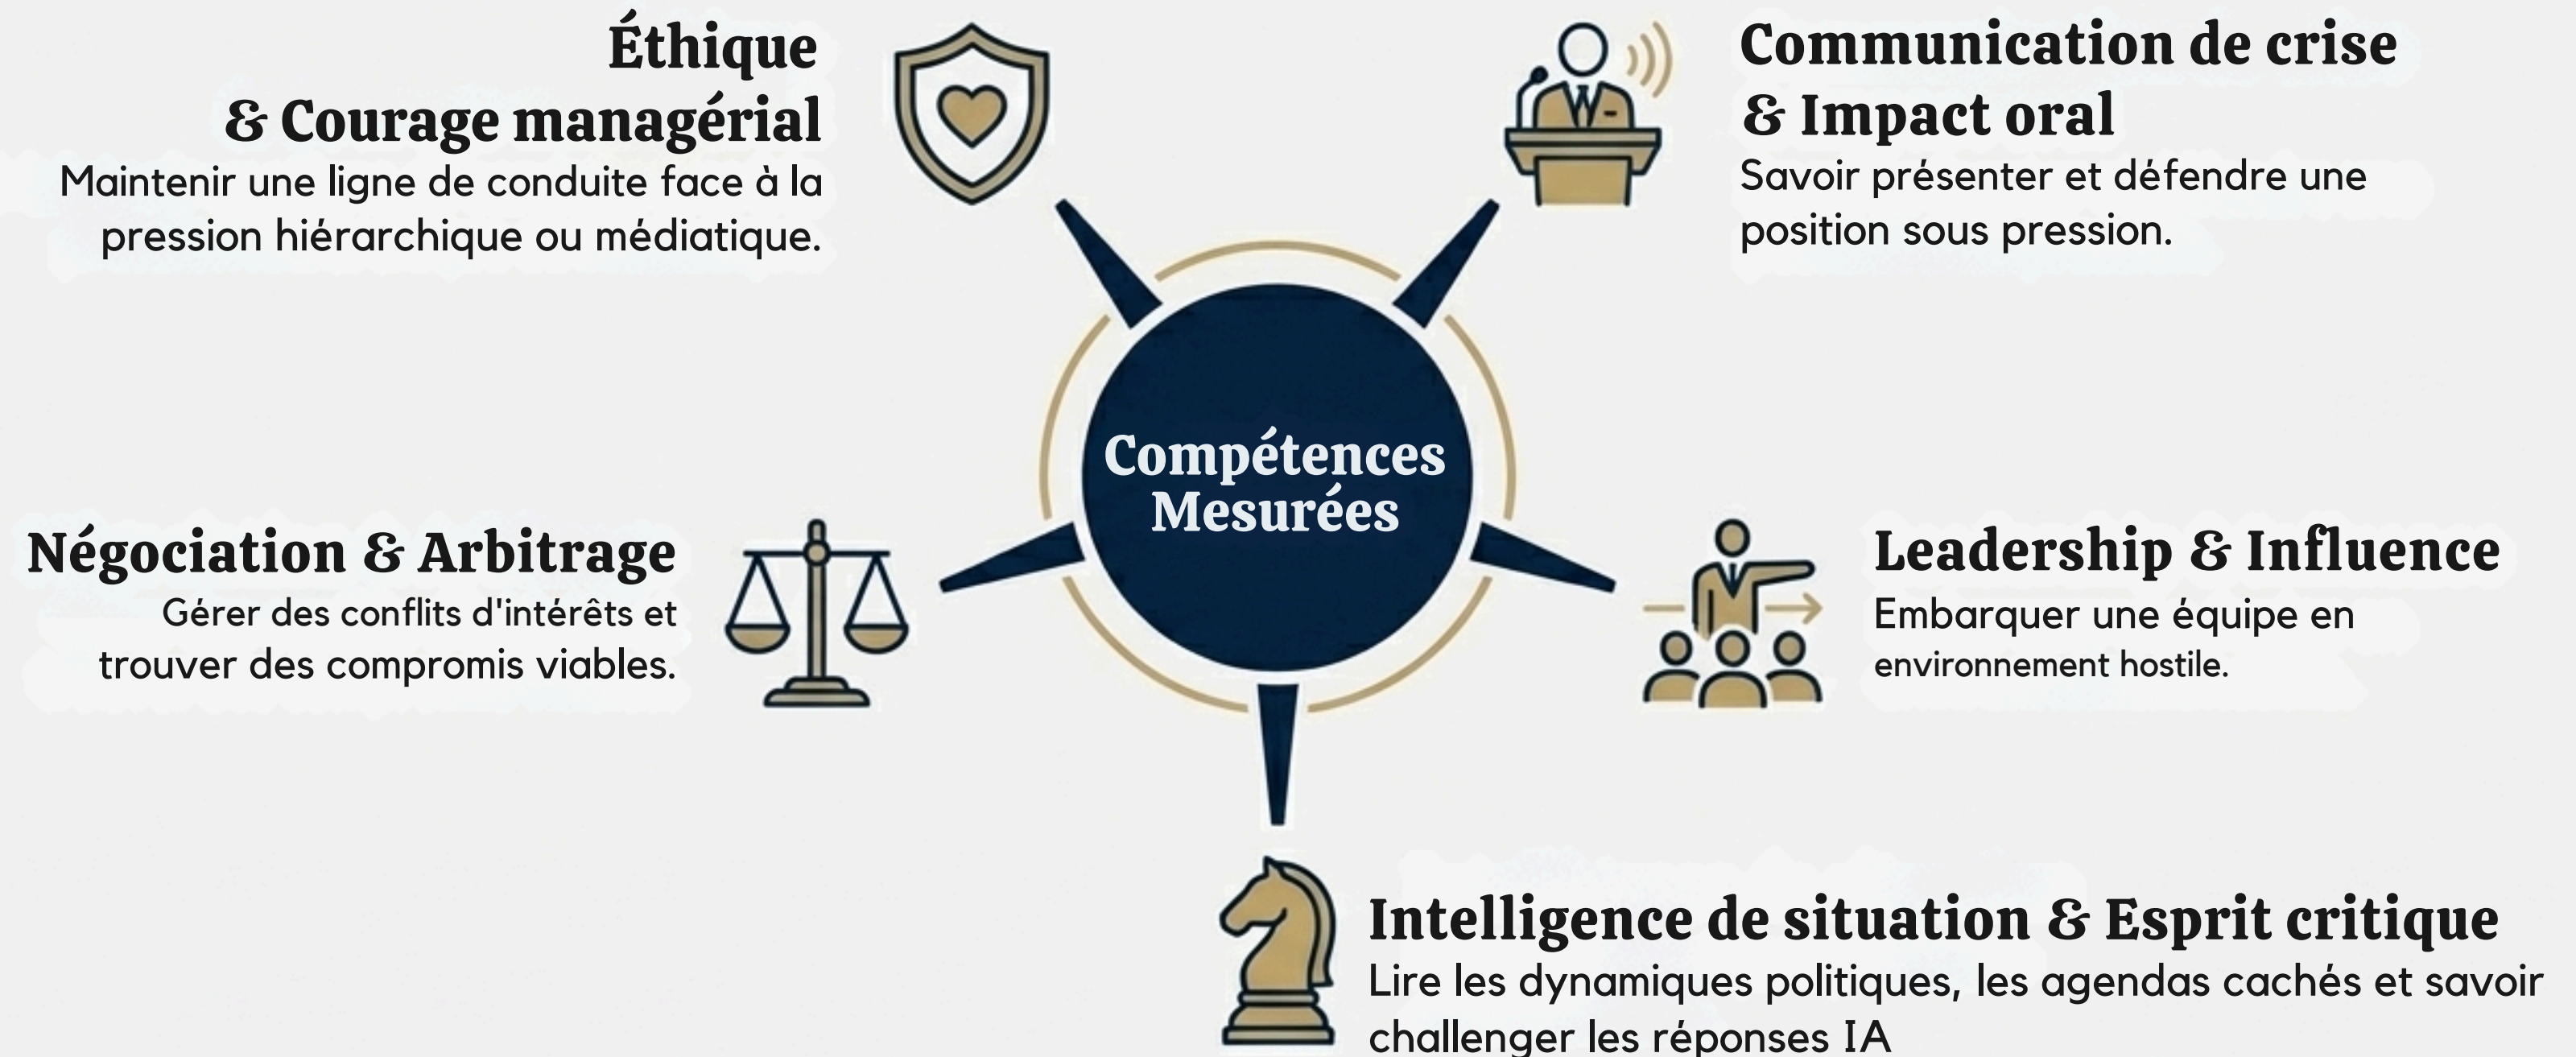 Éthique
& Courage managérial
Maintenir une ligne de conduite face à la
pression hiérarchique ou médiatique.
Communication de crise
& Impact oral
Savoir présenter et défendre une
position sous pression.
Compétences
Mesurées
Négociation & Arbitrage
Gérer des conflits d'intérêts et
trouver des compromis viables.
Leadership & Influence
Embarquer une équipe en
environnement hostile.
Intelligence de situation & Esprit critique
Lire les dynamiques politiques, les agendas cachés et savoir
challenger les réponses IA